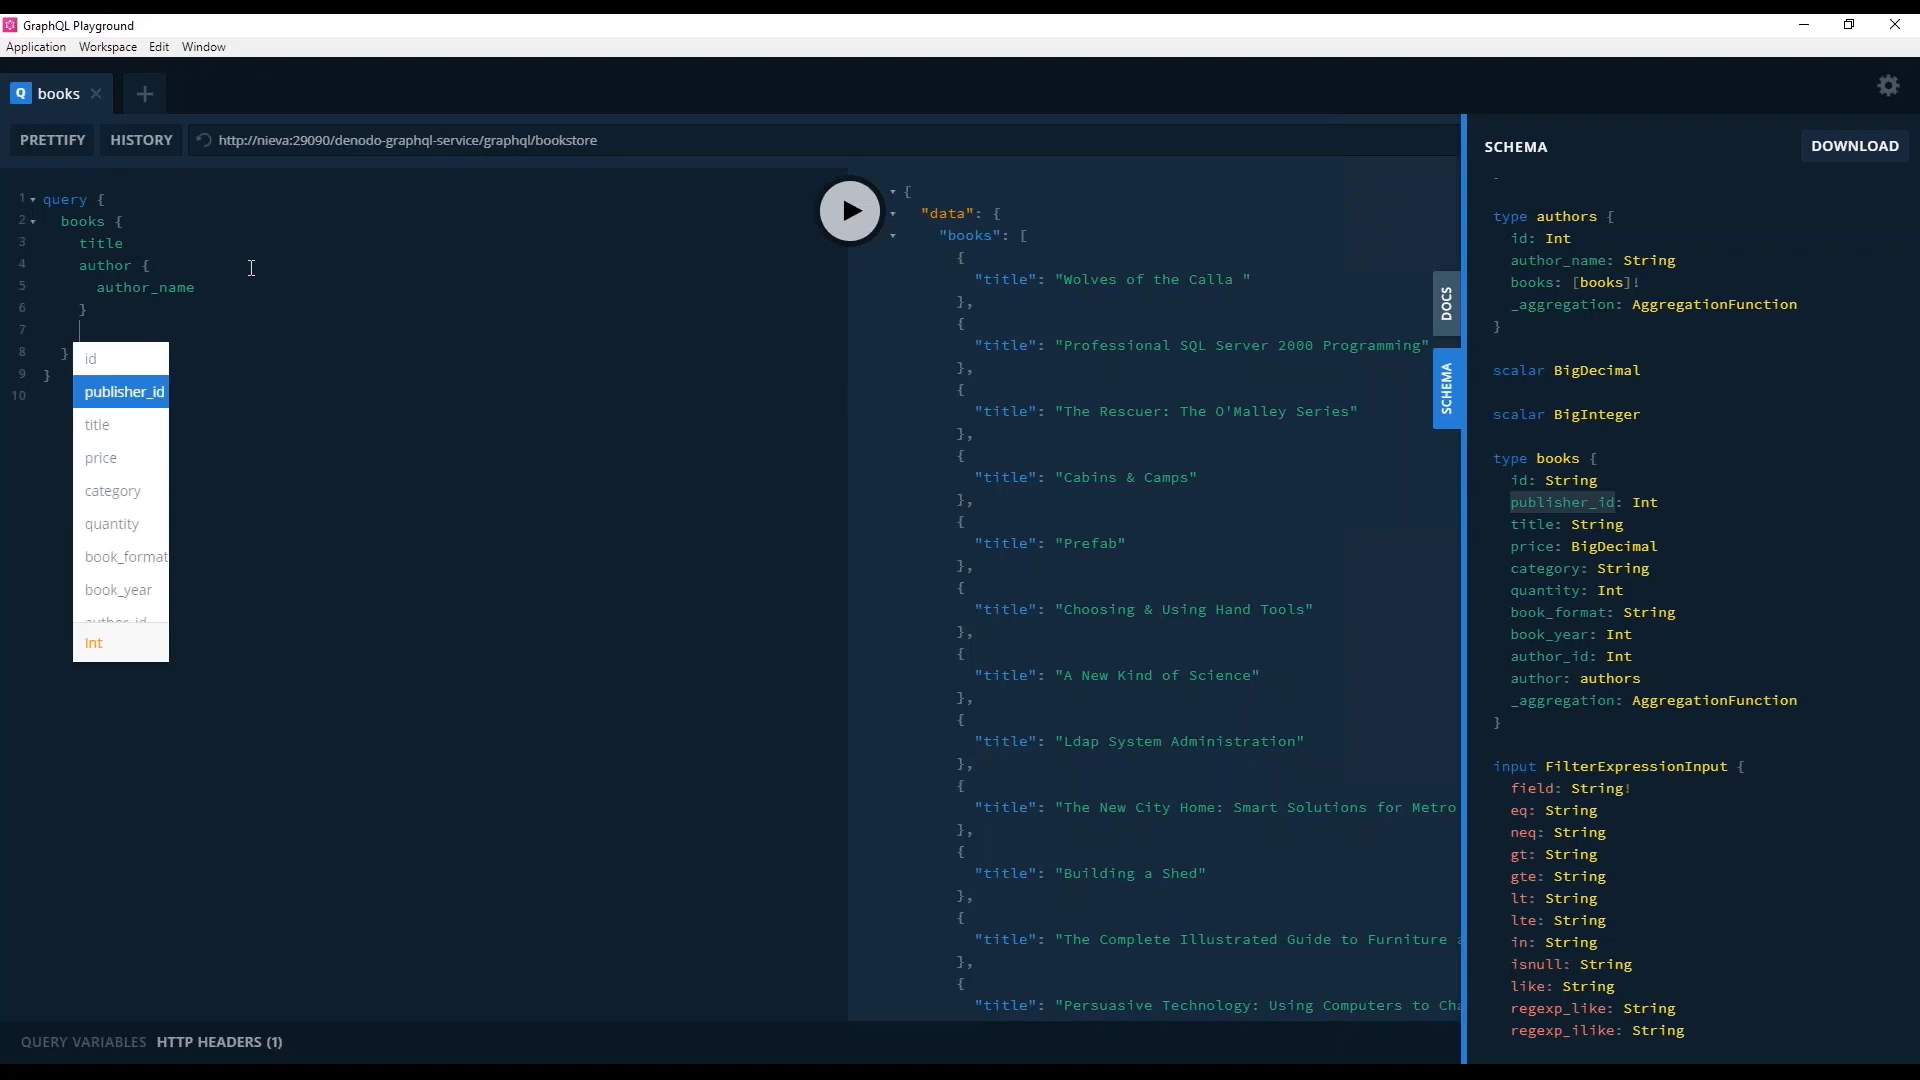 GraphQL Playground
Application Workspace Edit Window
Q books
PRETTIFY HISTORY http://nieva:29090/denodo-graphql-service/graphql/bookstore
1 query {
2 books {
3 title
4 author {
5 author_name
6 }
7
8 }
9 }
10
id
publisher_id
title
price
category
quantity
book_format
book_year
author_id
Int
{
"data": {
"books": [
{
"title": "Wolves of the Calla "
},
{
"title": "Professional SQL Server 2000 Programming"
},
{
"title": "The Rescuer: The O'Malley Series"
},
{
"title": "Cabins & Camps"
},
{
"title": "Prefab"
},
{
"title": "Choosing & Using Hand Tools"
},
{
"title": "A New Kind of Science"
},
{
"title": "Ldap System Administration"
},
{
"title": "The New City Home: Smart Solutions for Metro
},
{
"title": "Building a Shed"
},
{
"title": "The Complete Illustrated Guide to Furniture
},
{
"title": "Persuasive Technology: Using Computers to
DOCS
SCHEMA
SCHEMA
DOWNLOAD
type authors {
id: Int
author_name: String
books: [books]!
_aggregation: AggregationFunction
}
scalar BigDecimal
scalar BigInteger
type books {
id: String
publisher_id: Int
title: String
price: BigDecimal
category: String
quantity: Int
book_format: String
book_year: Int
author_id: Int
author: authors
_aggregation: AggregationFunction
}
input FilterExpressionInput {
field: String!
eq: String
neq: String
gt: String
gte: String
lt: String
lte: String
in: String
isnull: String
like: String
regexp_like: String
regexp_ilike: String
QUERY VARIABLES HTTP HEADERS (1)